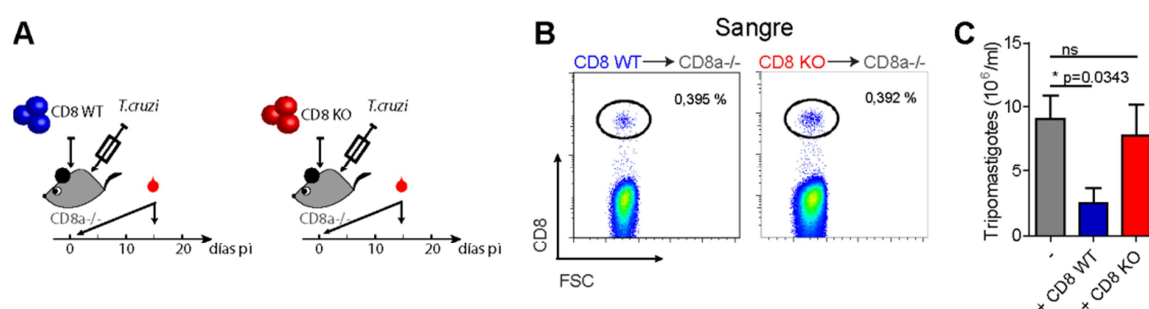 A
CD8 WT
T.cruzi
CD8a-/-
0
10
20
días pi
CD8 KO
T.cruzi
CD8a-/-
0
10
20
días pi
B
Sangre
CD8 WT → CD8a-/-
CD8 KO → CD8a-/-
0,395 %
0,392 %
CD8
FSC
C
Tripomastigotes (10⁶/ml)
15
10
5
0
ns
* p=0.0343
-
+ CD8 WT
+ CD8 KO